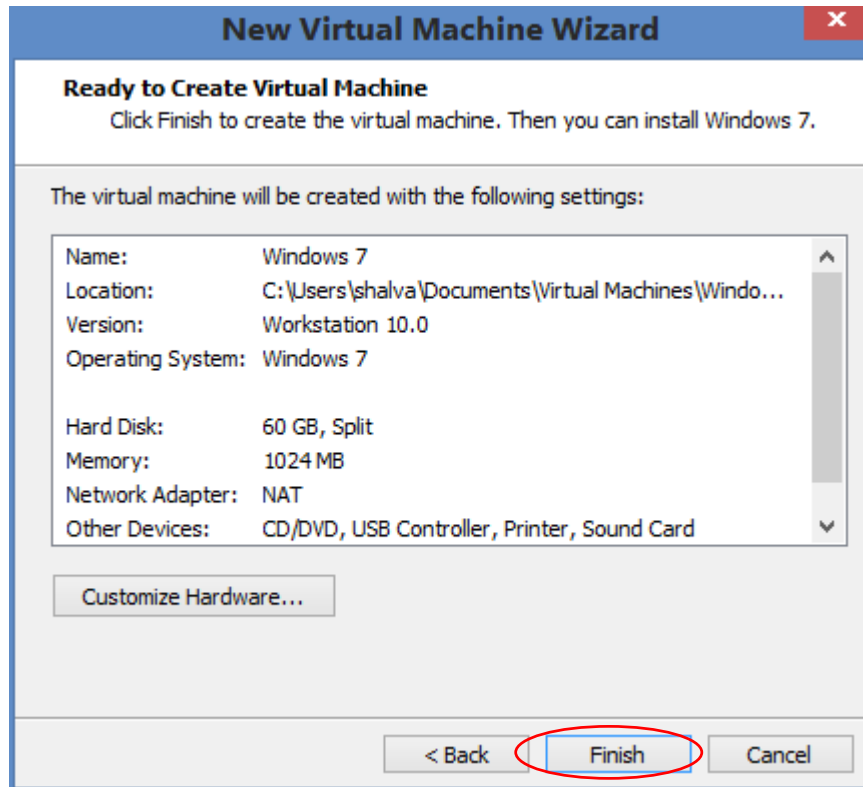 New Virtual Machine Wizard
Ready to Create Virtual Machine
Click Finish to create the virtual machine. Then you can install Windows 7.
The virtual machine will be created with the following settings:
Name: Windows 7
Location: C:\Users\shalva\Documents\Virtual Machines\Windo...
Version: Workstation 10.0
Operating System: Windows 7
Hard Disk: 60 GB, Split
Memory: 1024 MB
Network Adapter: NAT
Other Devices: CD/DVD, USB Controller, Printer, Sound Card
Customize Hardware...
< Back Finish Cancel